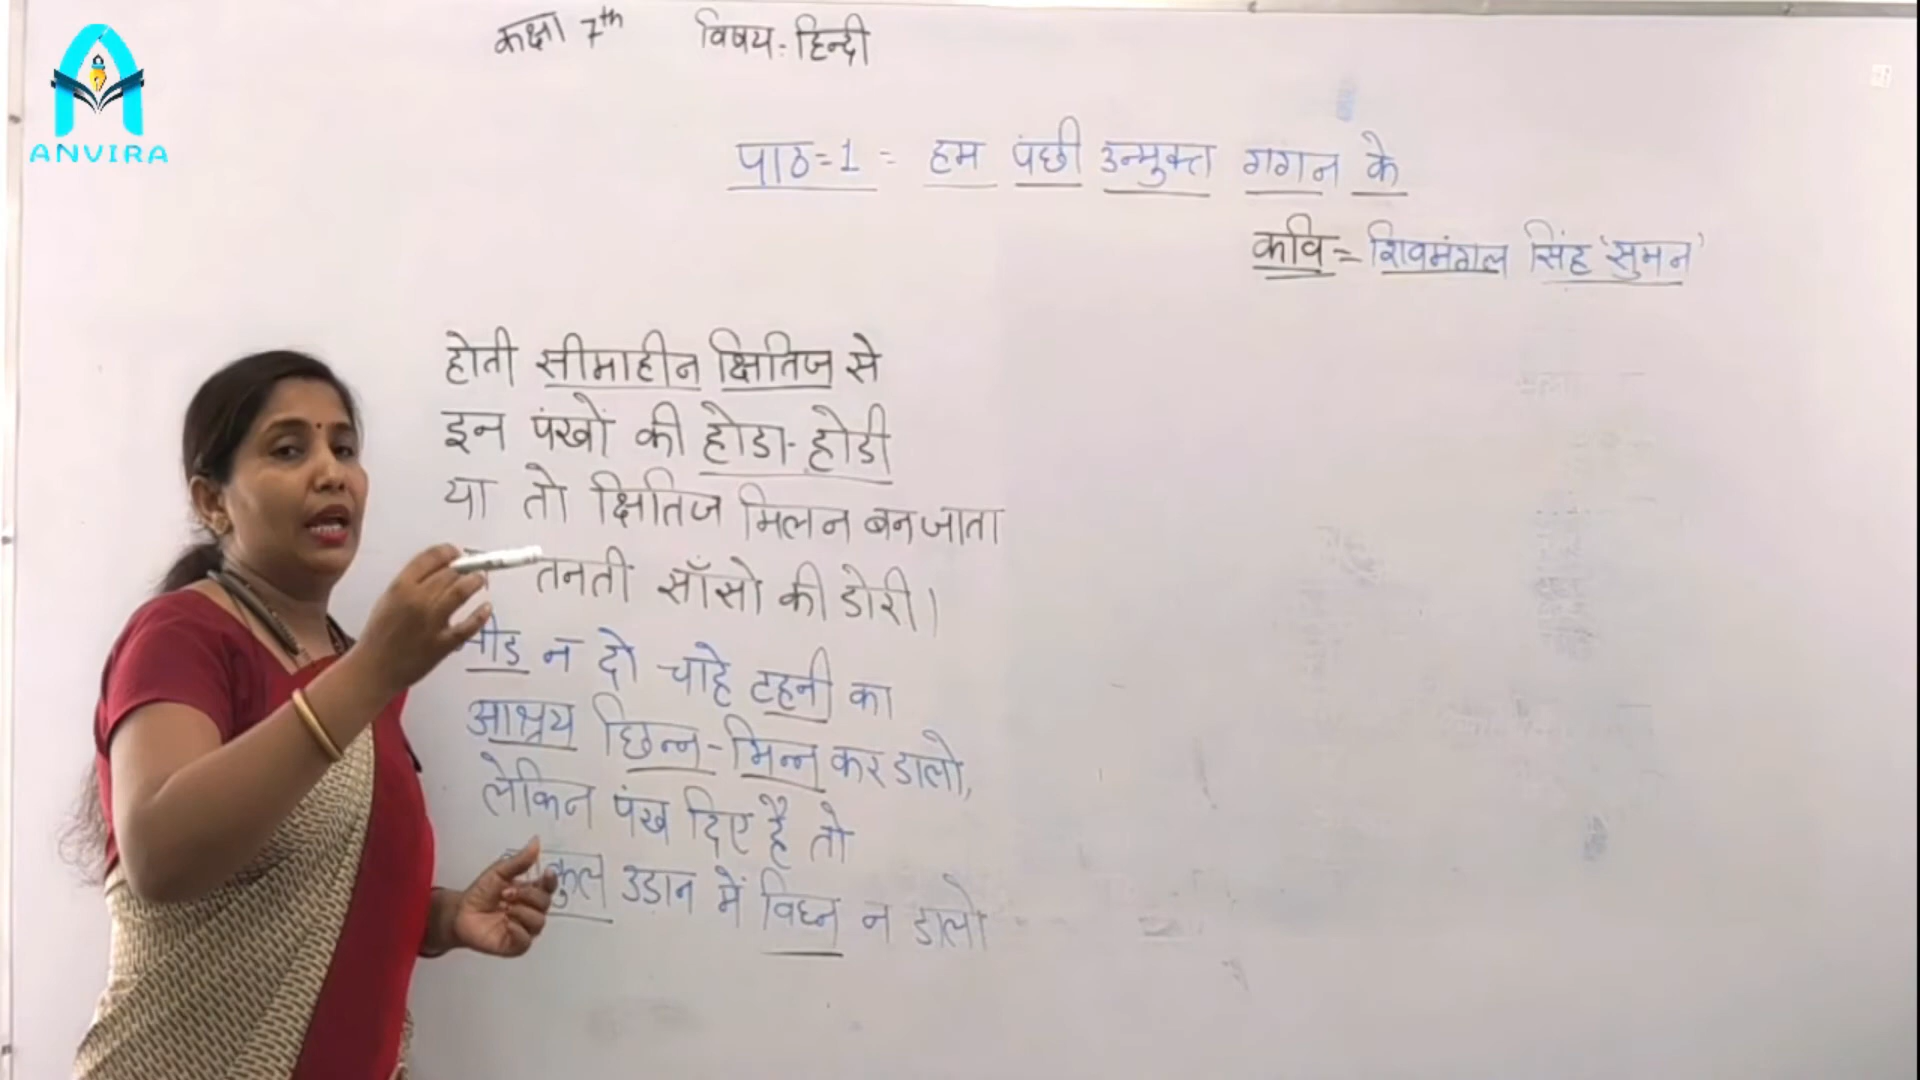 ANVIRA
कक्षा 7th विषय:- हिन्दी
पाठ=1 = हम पंछी उन्मुक्त गगन के
कवि = शिवमंगल सिंह 'सुमन'
होती सीमाहीन क्षितिज से
इन पंखों की होडा-होडी
या तो क्षितिज मिलन बन जाता
तनती साँसो की डोरी।
न दो चाहे टहनी का
आश्रय छिन्न-भिन्न कर डालो,
लेकिन पंख दिए है तो
उडान में विघ्न न डालो